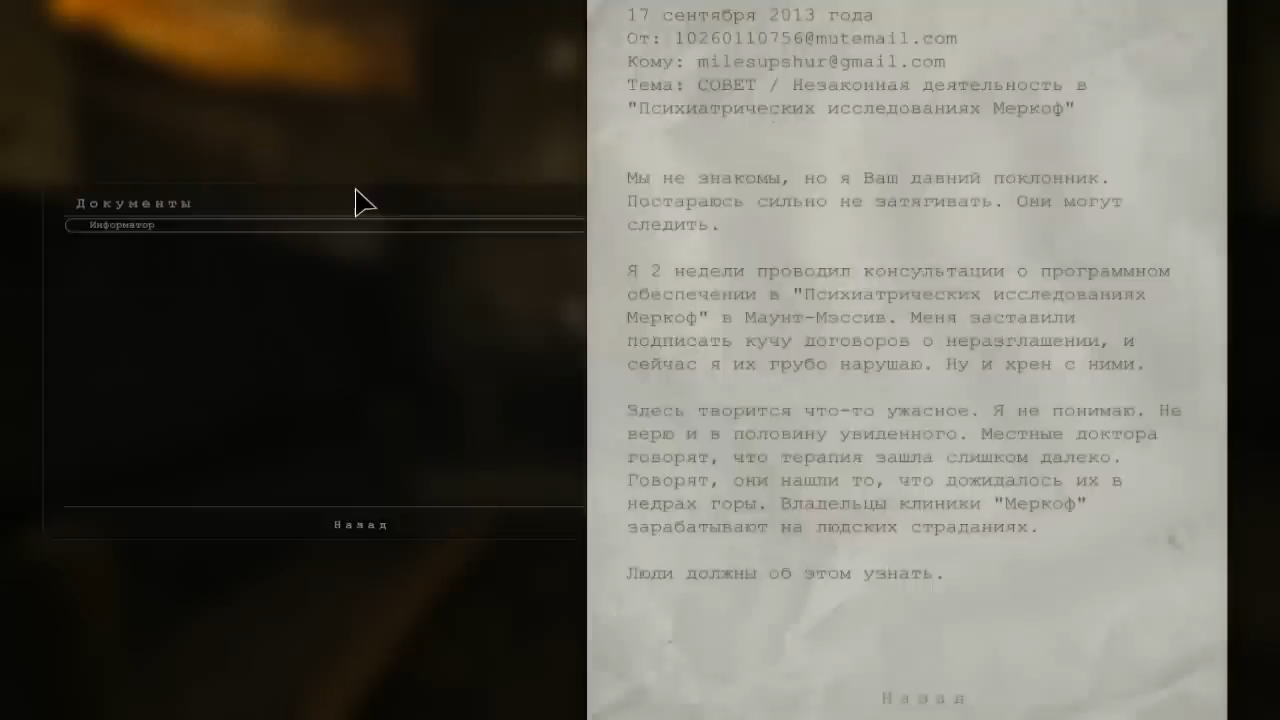 17 сентября 2013 года
От: 10260110756@mutemail.com
Кому: milesupshur@gmail.com
Тема: СОВЕТ / Незаконная деятельность в
"Психиатрических исследованиях Меркоф"
Мы не знакомы, но я Ваш давний поклонник.
Постараюсь сильно не затягивать. Они могут
следить.
Я 2 недели проводил консультации о программном
обеспечении в "Психиатрических исследованиях
Меркоф" в Маунт-Мэссив. Меня заставили
подписать кучу договоров о неразглашении, и
сейчас я их грубо нарушаю. Ну и хрен с ними.
Здесь творится что-то ужасное. Я не понимаю. Не
верю и в половину увиденного. Местные доктора
говорят, что терапия зашла слишком далеко.
Говорят, они нашли то, что дожидалось их в
недрах горы. Владельцы клиники "Меркоф"
зарабатывают на людских страданиях.
Люди должны об этом узнать.
Назад
Документы
Информатор
Назад